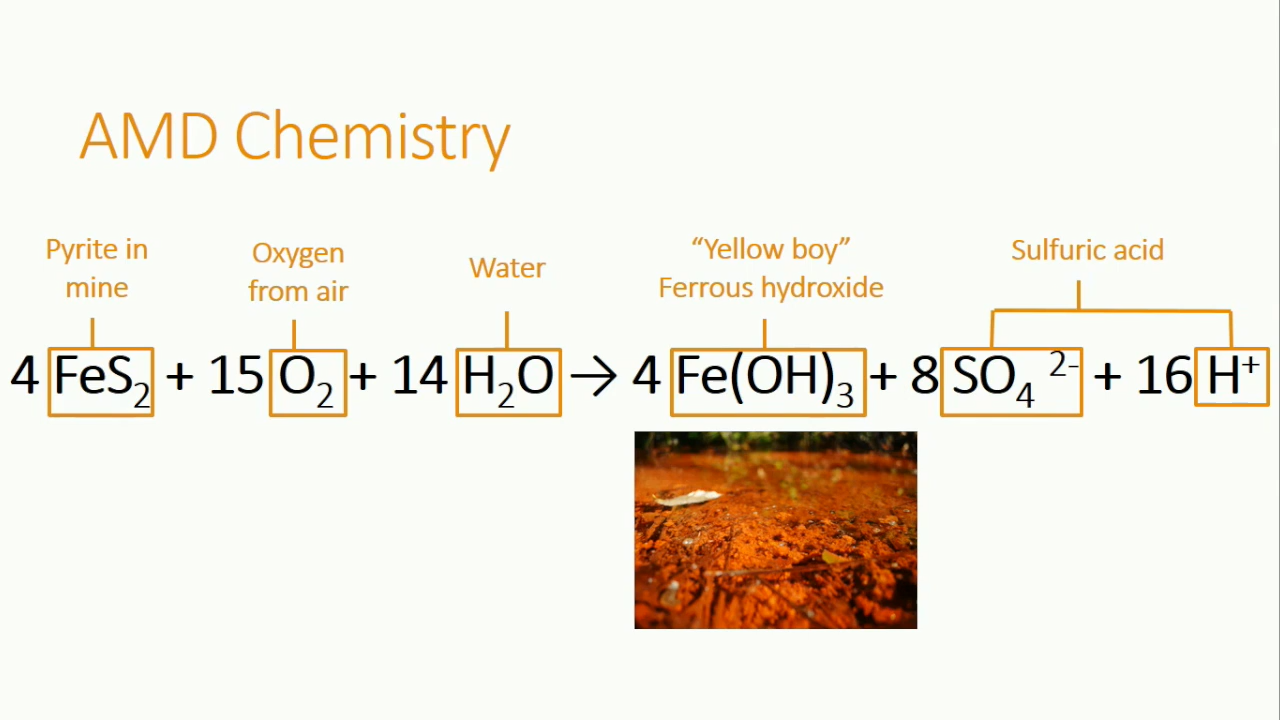 AMD Chemistry
Pyrite in
mine
Oxygen
from air
Water
“Yellow boy”
Ferrous hydroxide
Sulfuric acid
4 FeS₂ + 15 O₂ + 14 H₂O → 4 Fe(OH)₃ + 8 SO₄ ²⁻ + 16 H⁺